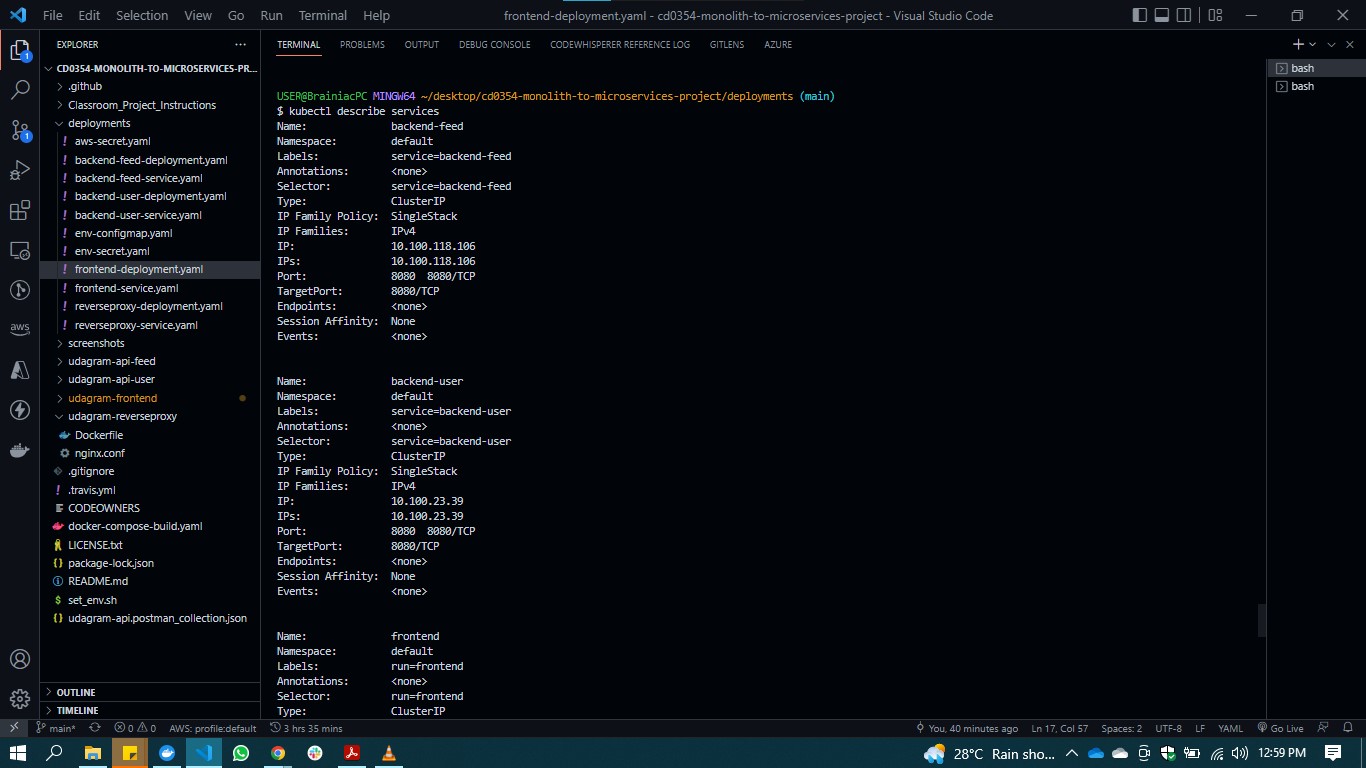 File Edit Selection View Go Run Terminal Help frontend-deployment.yaml - cd0354-monolith-to-microservices-project - Visual Studio Code
EXPLORER
CD0354-MONOLITH-TO-MICROSERVICES-PR...
.github
Classroom_Project_Instructions
deployments
! aws-secret.yaml
! backend-feed-deployment.yaml
! backend-feed-service.yaml
! backend-user-deployment.yaml
! backend-user-service.yaml
! env-configmap.yaml
! env-secret.yaml
! frontend-deployment.yaml
! frontend-service.yaml
! reverseproxy-deployment.yaml
! reverseproxy-service.yaml
screenshots
udagram-api-feed
udagram-api-user
udagram-frontend
udagram-reverseproxy
Dockerfile
nginx.conf
.gitignore
! .travis.yml
CODEOWNERS
docker-compose-build.yaml
LICENSE.txt
{} package-lock.json
README.md
$ set_env.sh
{} udagram-api.postman_collection.json
OUTLINE
TIMELINE
1
1
aws
TERMINAL PROBLEMS OUTPUT DEBUG CONSOLE CODEWHISPERER REFERENCE LOG GITLENS AZURE
USER@BrainiacPC MINGW64 ~/desktop/cd0354-monolith-to-microservices-project/deployments (main)
$ kubectl describe services
Name: backend-feed
Namespace: default
Labels: service=backend-feed
Annotations: <none>
Selector: service=backend-feed
Type: ClusterIP
IP Family Policy: SingleStack
IP Families: IPv4
IP: 10.100.118.106
IPs: 10.100.118.106
Port: 8080 8080/TCP
TargetPort: 8080/TCP
Endpoints: <none>
Session Affinity: None
Events: <none>
Name: backend-user
Namespace: default
Labels: service=backend-user
Annotations: <none>
Selector: service=backend-user
Type: ClusterIP
IP Family Policy: SingleStack
IP Families: IPv4
IP: 10.100.23.39
IPs: 10.100.23.39
Port: 8080 8080/TCP
TargetPort: 8080/TCP
Endpoints: <none>
Session Affinity: None
Events: <none>
Name: frontend
Namespace: default
Labels: run=frontend
Annotations: <none>
Selector: run=frontend
Type: ClusterIP
bash
bash
main* 0 0 AWS: profile:default 3 hrs 35 mins You, 40 minutes ago Ln 17, Col 57 Spaces: 2 UTF-8 LF YAML Go Live
28°C Rain sho... 12:59 PM